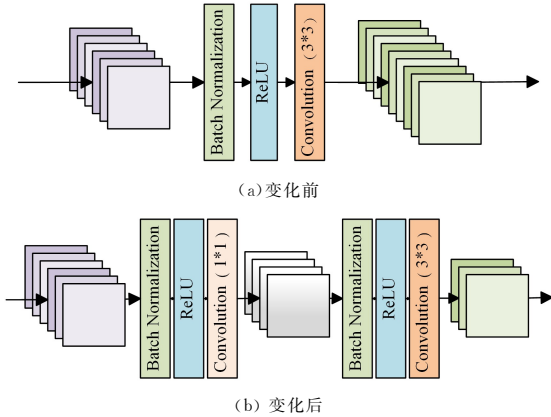 Batch Normalization
ReLU
Convolution（3*3）
(a)变化前
Batch Normalization
ReLU
Convolution（1*1）
Batch Normalization
ReLU
Convolution（3*3）
(b) 变化后